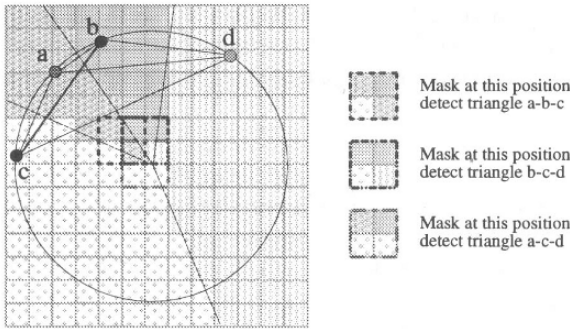 a
b
d
c
Mask at this position
detect triangle a-b-c
Mask at this position
detect triangle b-c-d
Mask at this position
detect triangle a-c-d